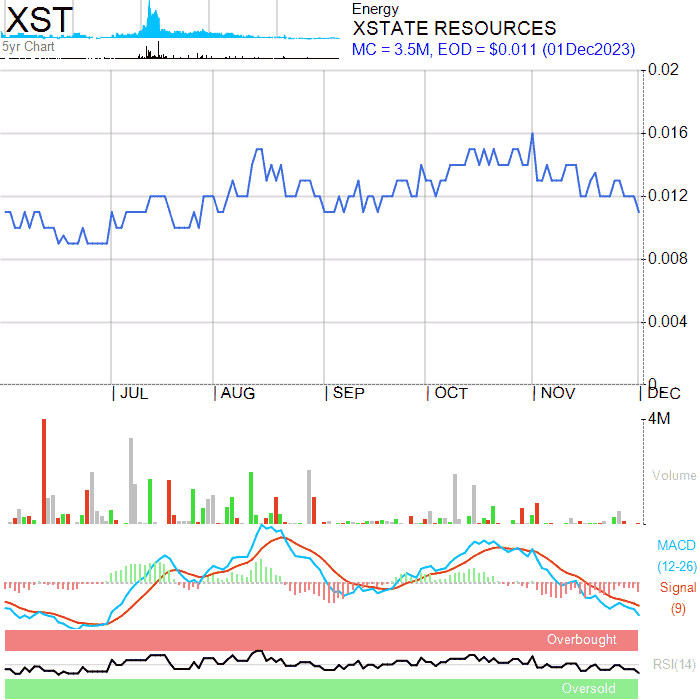 XST
5yr Chart
Energy
XSTATE RESOURCES
MC = 3.5M, EOD = $0.011 (01Dec2023)
0.02
0.016
0.012
0.008
0.004
0
JUL AUG SEP OCT NOV DEC
4M
Volume
MACD
(12-26)
Signal
(9)
Overbought
RSI(14)
Oversold